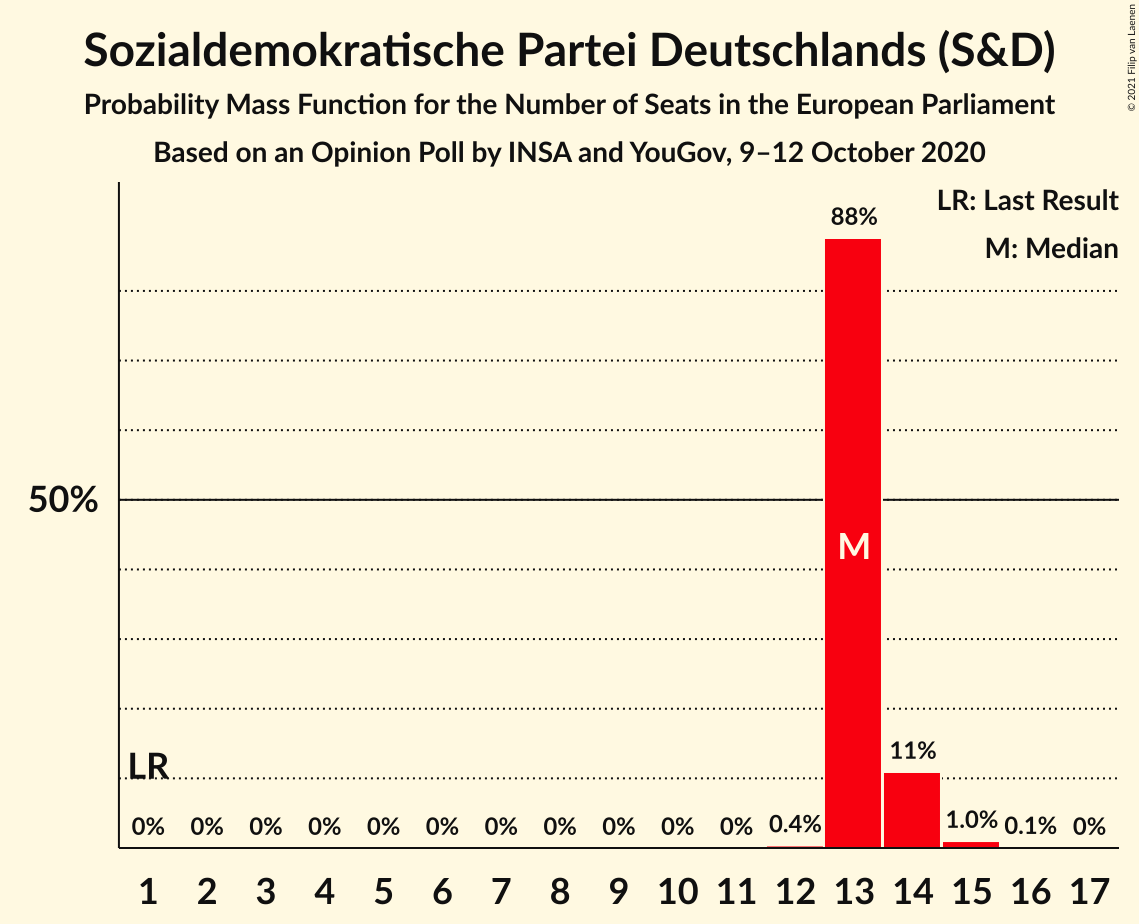 Sozialdemokratische Partei Deutschlands (S&D)
Probability Mass Function for the Number of Seats in the European Parliament
Based on an Opinion Poll by INSA and YouGov, 9–12 October 2020
© 2021 Filip van Laenen
LR: Last Result
M: Median
88%
50%
M
LR
11%
0% 0% 0% 0% 0% 0% 0% 0% 0% 0% 0% 0.4% 1.0% 0.1% 0%
1 2 3 4 5 6 7 8 9 10 11 12 13 14 15 16 17